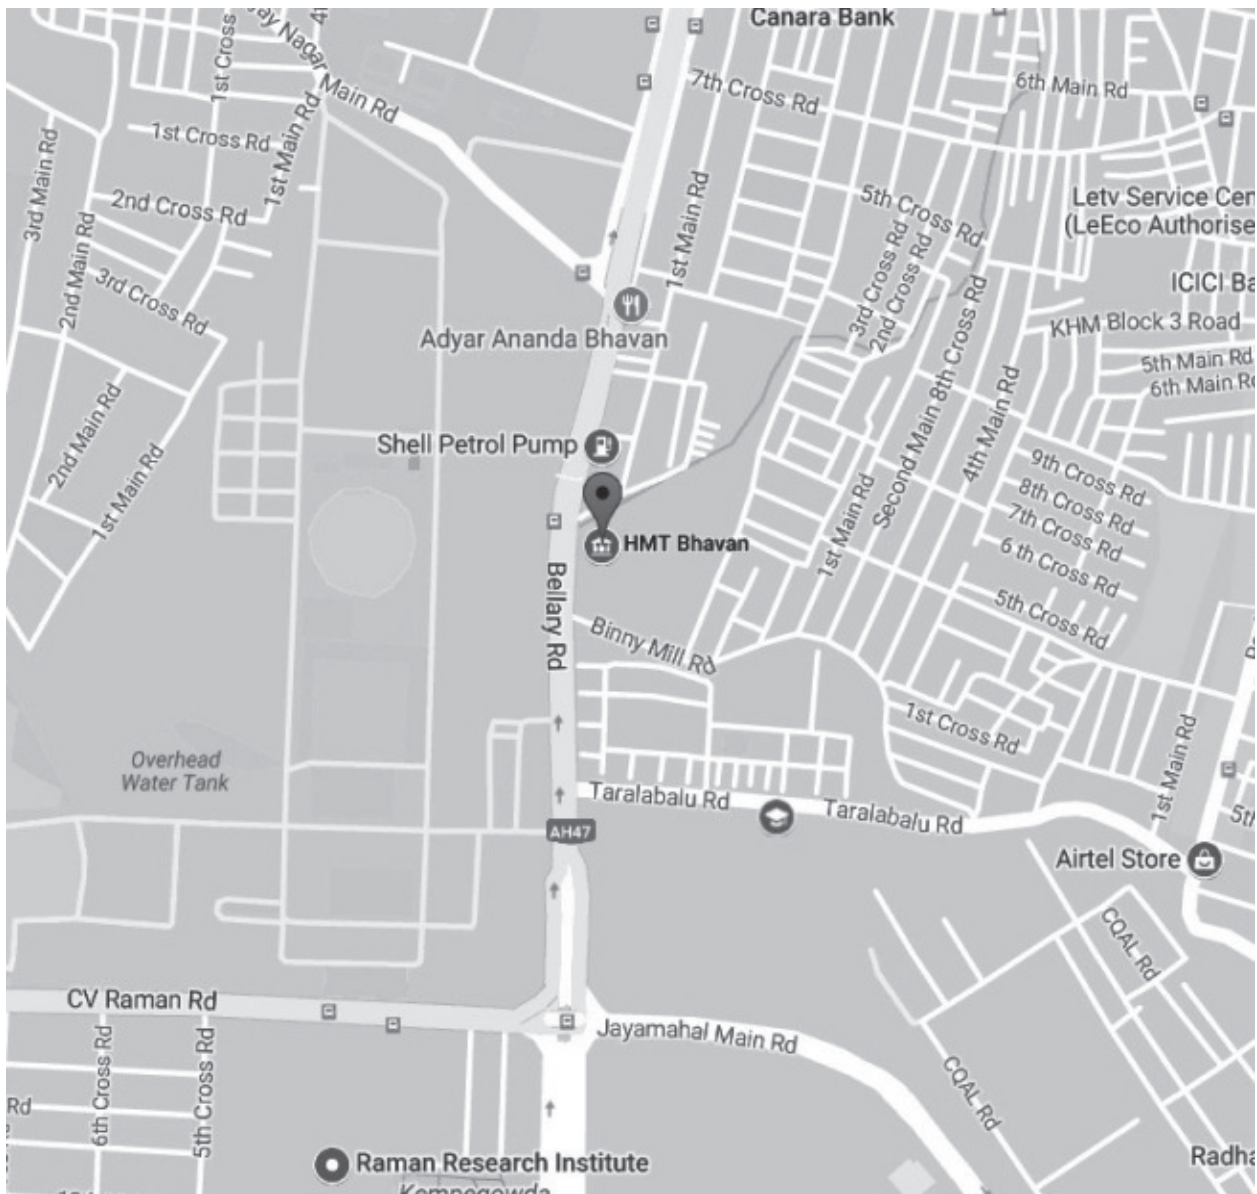 Canara Bank
1st Cross
Nagar Main Rd
7th Cross Rd
6th Main Rd
1st Cross Rd
1st Main Rd
3rd Main Rd
2nd Cross Rd
1st Main Rd
5th Cross Rd
Letv Service Cen
(LeEco Authorise
2nd Main Rd
3rd Cross Rd
3rd Cross Rd
2nd Cross Rd
ICICI Ba
KHM Block 3 Road
Adyar Ananda Bhavan
5th Main Rd
6th Main Rd
2nd Main Rd
1st Main Rd
Shell Petrol Pump
Second Main 8th Cross Rd
4th Main Rd
9th Cross Rd
8th Cross Rd
7th Cross Rd
6 th Cross Rd
5th Cross Rd
1st Main Rd
HMT Bhavan
Bellary Rd
Binny Mill Rd
1st Cross Rd
1st Main Rd
Overhead
Water Tank
Taralabalu Rd
Taralabalu Rd
AH47
Airtel Store
CQAL Rd
CV Raman Rd
Jayamahal Main Rd
CQAL Rd
Rd
6th Cross Rd
5th Cross Rd
Raman Research Institute
Radha